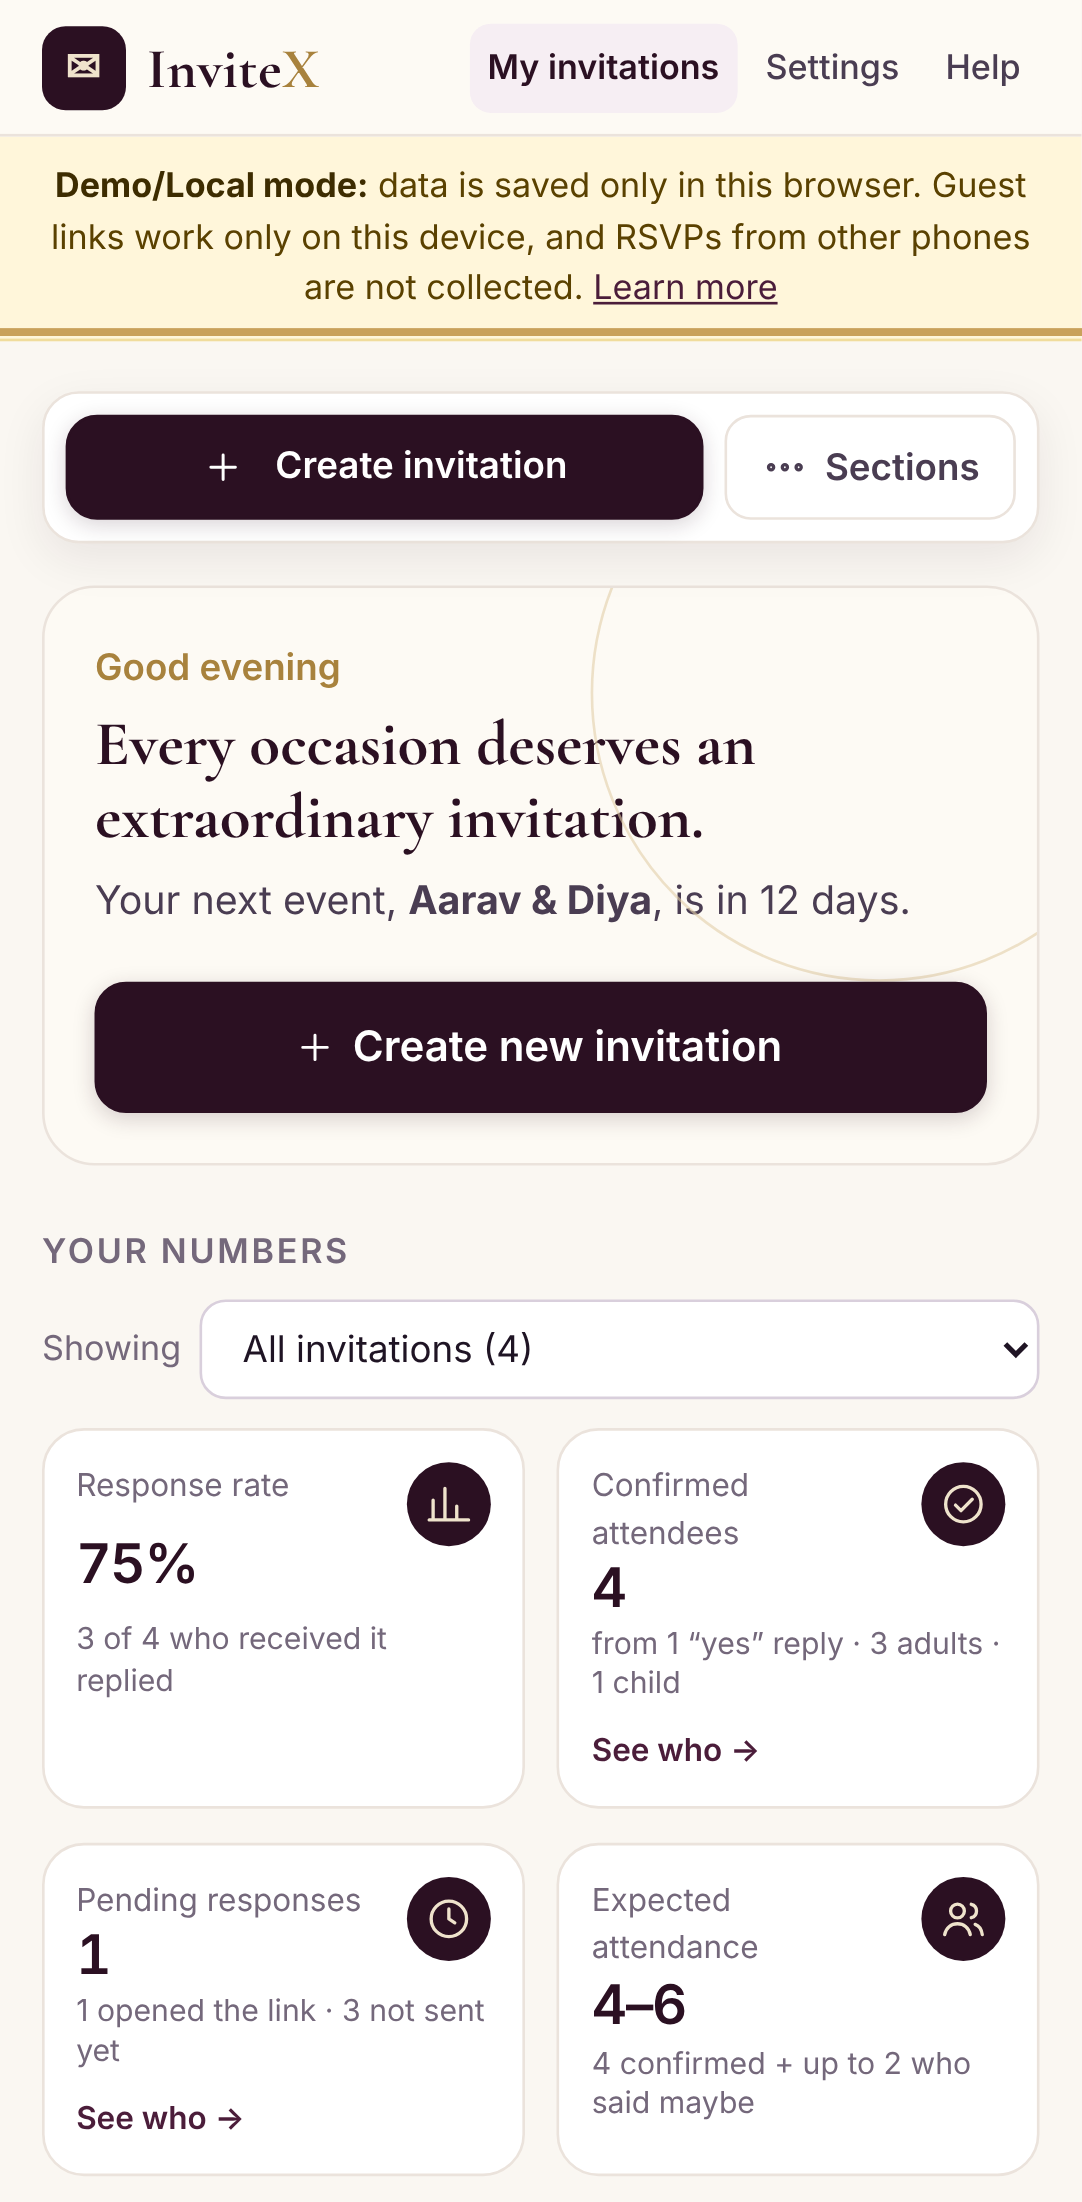 InviteX
My invitations
Settings
Help
Demo/Local mode: data is saved only in this browser. Guest
links work only on this device, and RSVPs from other phones
are not collected. Learn more
Create invitation
Sections
Good evening
Every occasion deserves an
extraordinary invitation.
Your next event, Aarav & Diya, is in 12 days.
Create new invitation
YOUR NUMBERS
Showing
All invitations (4)
Response rate
75%
3 of 4 who received it
replied
Confirmed
attendees
4
from 1 “yes” reply · 3 adults ·
1 child
See who →
Pending responses
1
1 opened the link · 3 not sent
yet
See who →
Expected
attendance
4–6
4 confirmed + up to 2 who
said maybe